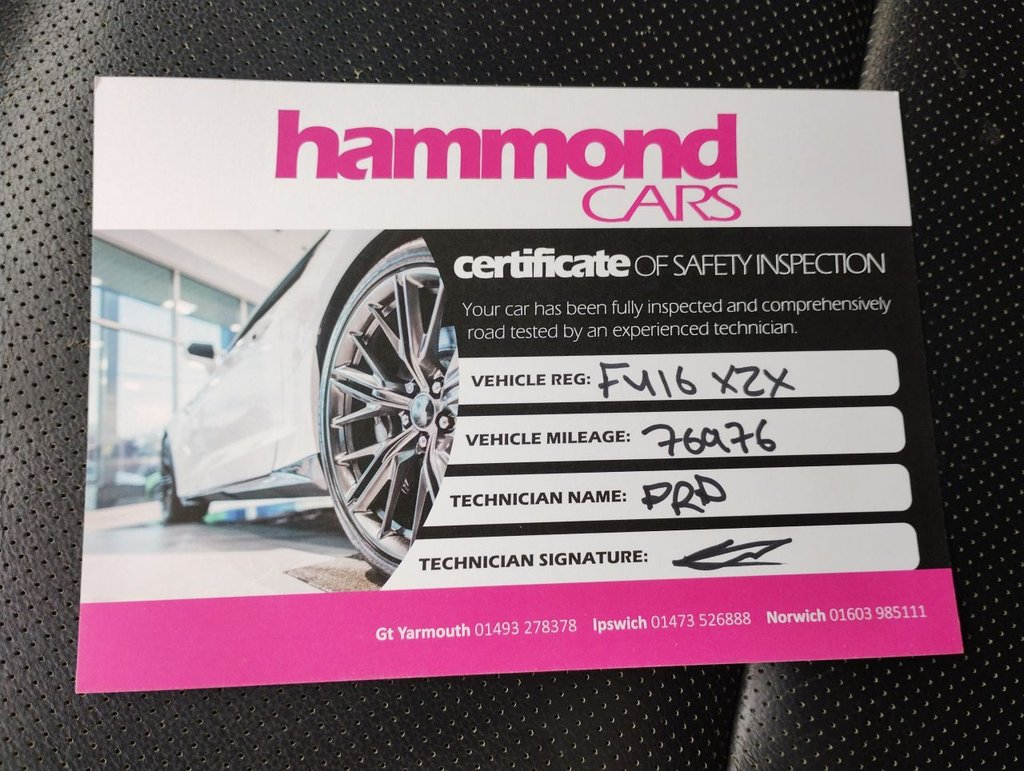 hammond
CARS
certificate OF SAFETY INSPECTION
Your car has been fully inspected and comprehensively
road tested by an experienced technician.
VEHICLE REG: FU16 XZX
VEHICLE MILEAGE: 76976
TECHNICIAN NAME: PRD
TECHNICIAN SIGNATURE:
Gt Yarmouth 01493 278378 Ipswich 01473 526888 Norwich 01603 985111